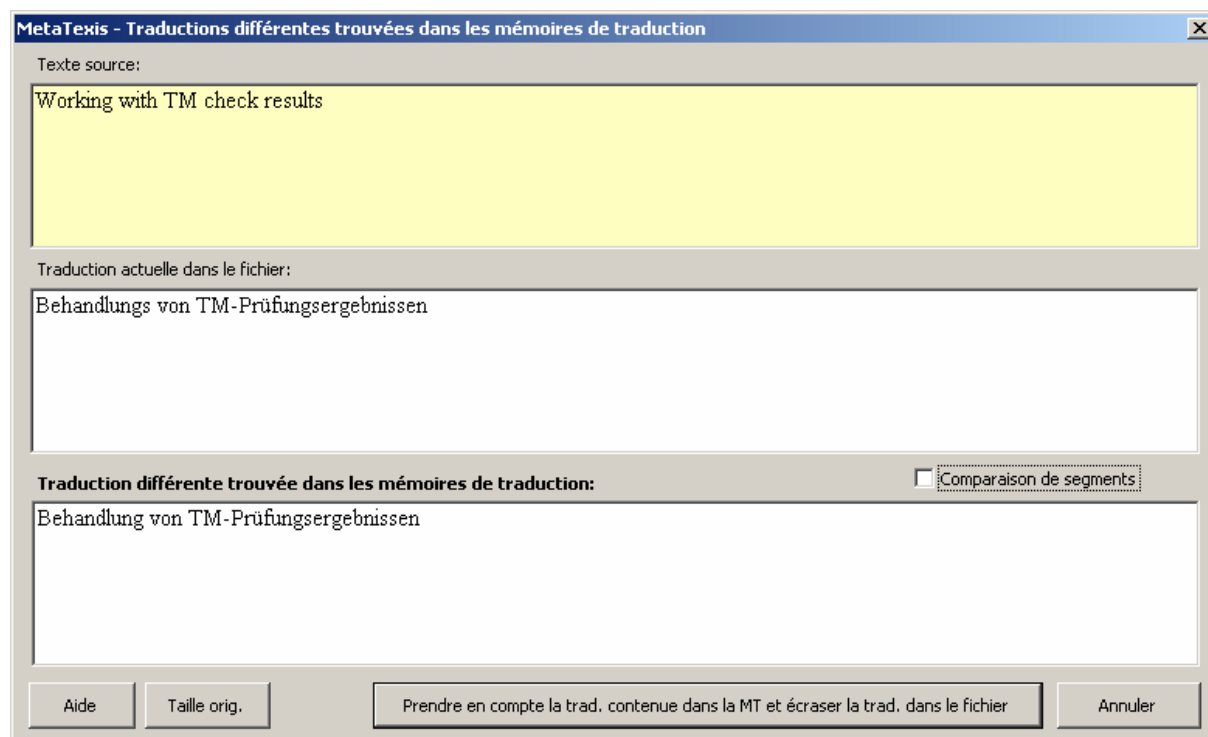 MetaTexis - Traductions différentes trouvées dans les mémoires de traduction
Texte source:
Working with TM check results
Traduction actuelle dans le fichier:
Behandlungs von TM-Prüfungsergebnissen
Traduction différente trouvée dans les mémoires de traduction:
Comparaison de segments
Behandlung von TM-Prüfungsergebnissen
Aide
Taille orig.
Prendre en compte la trad. contenue dans la MT et écraser la trad. dans le fichier
Annuler